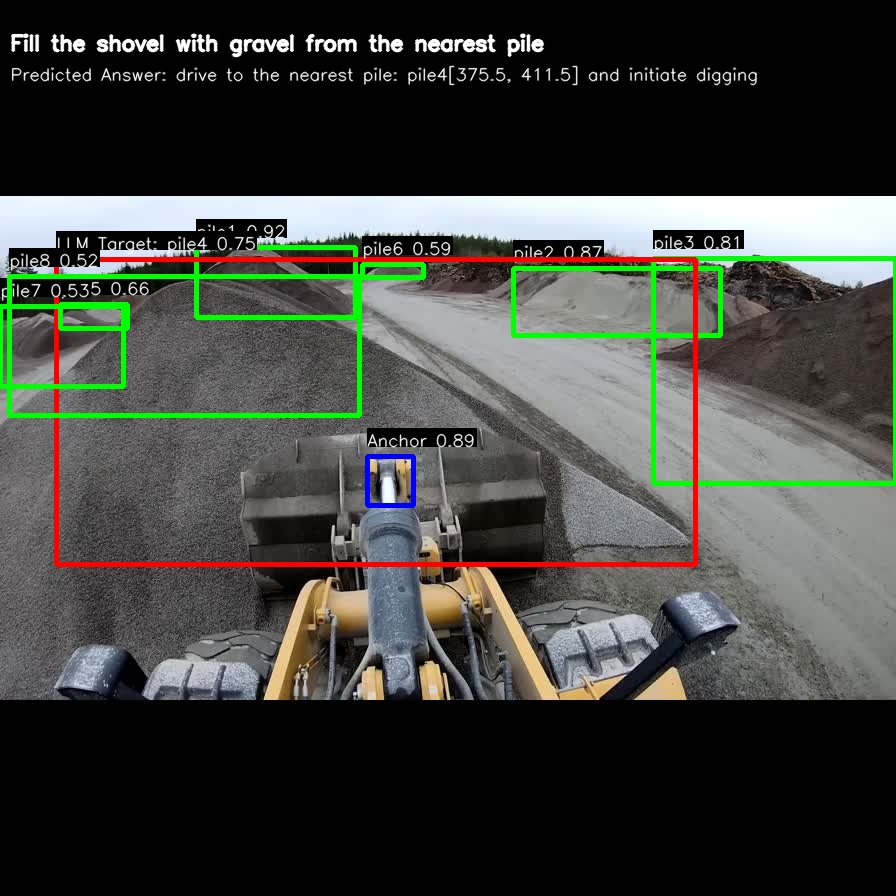 Fill the shovel with gravel from the nearest pile
Predicted Answer: drive to the nearest pile: pile4[375.5, 411.5] and initiate digging
pile1 0.92
LLM Target: pile4 0.75
pile8 0.52
pile6 0.59
pile2 0.87
pile3 0.81
pile7 0.53
5 0.66
Anchor 0.89